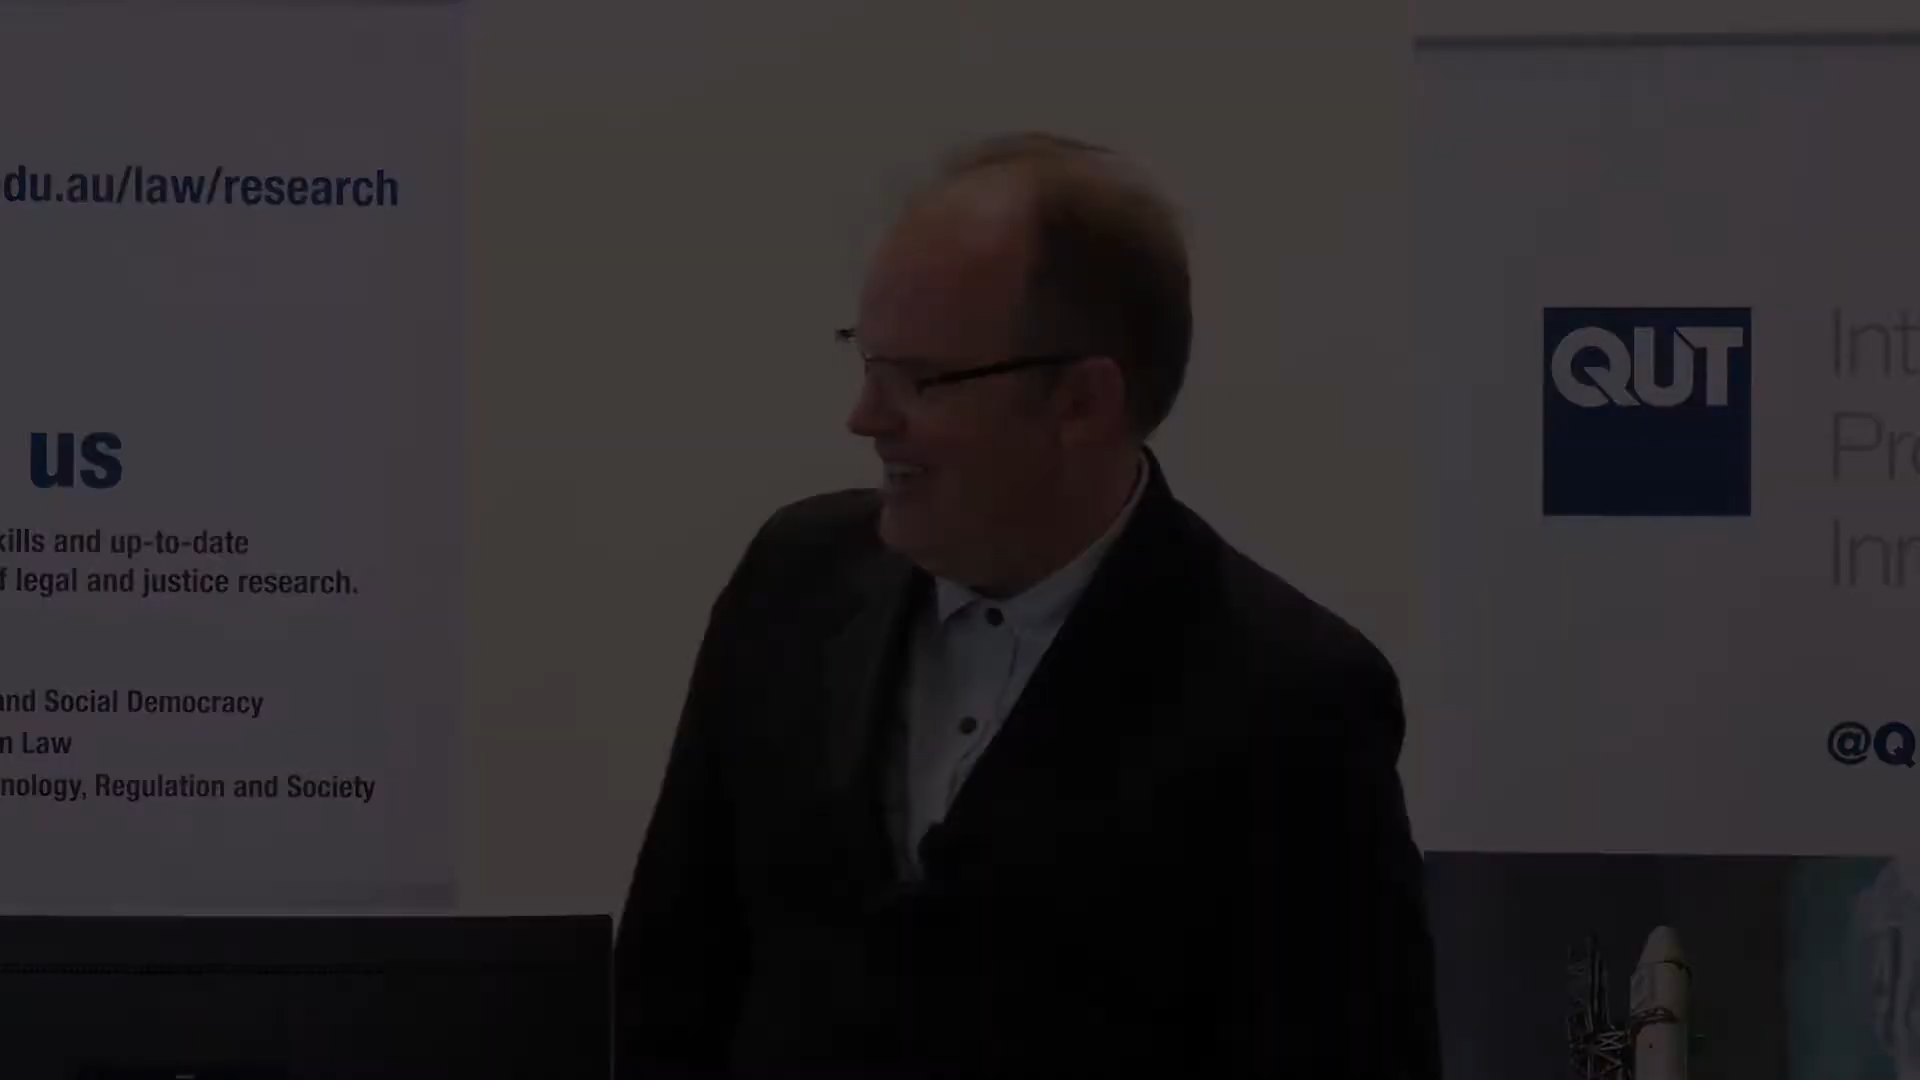 du.au/law/research
us
kills and up-to-date
f legal and justice research.
and Social Democracy
n Law
nology, Regulation and Society
QUT
Int
Pro
Inn
@Q